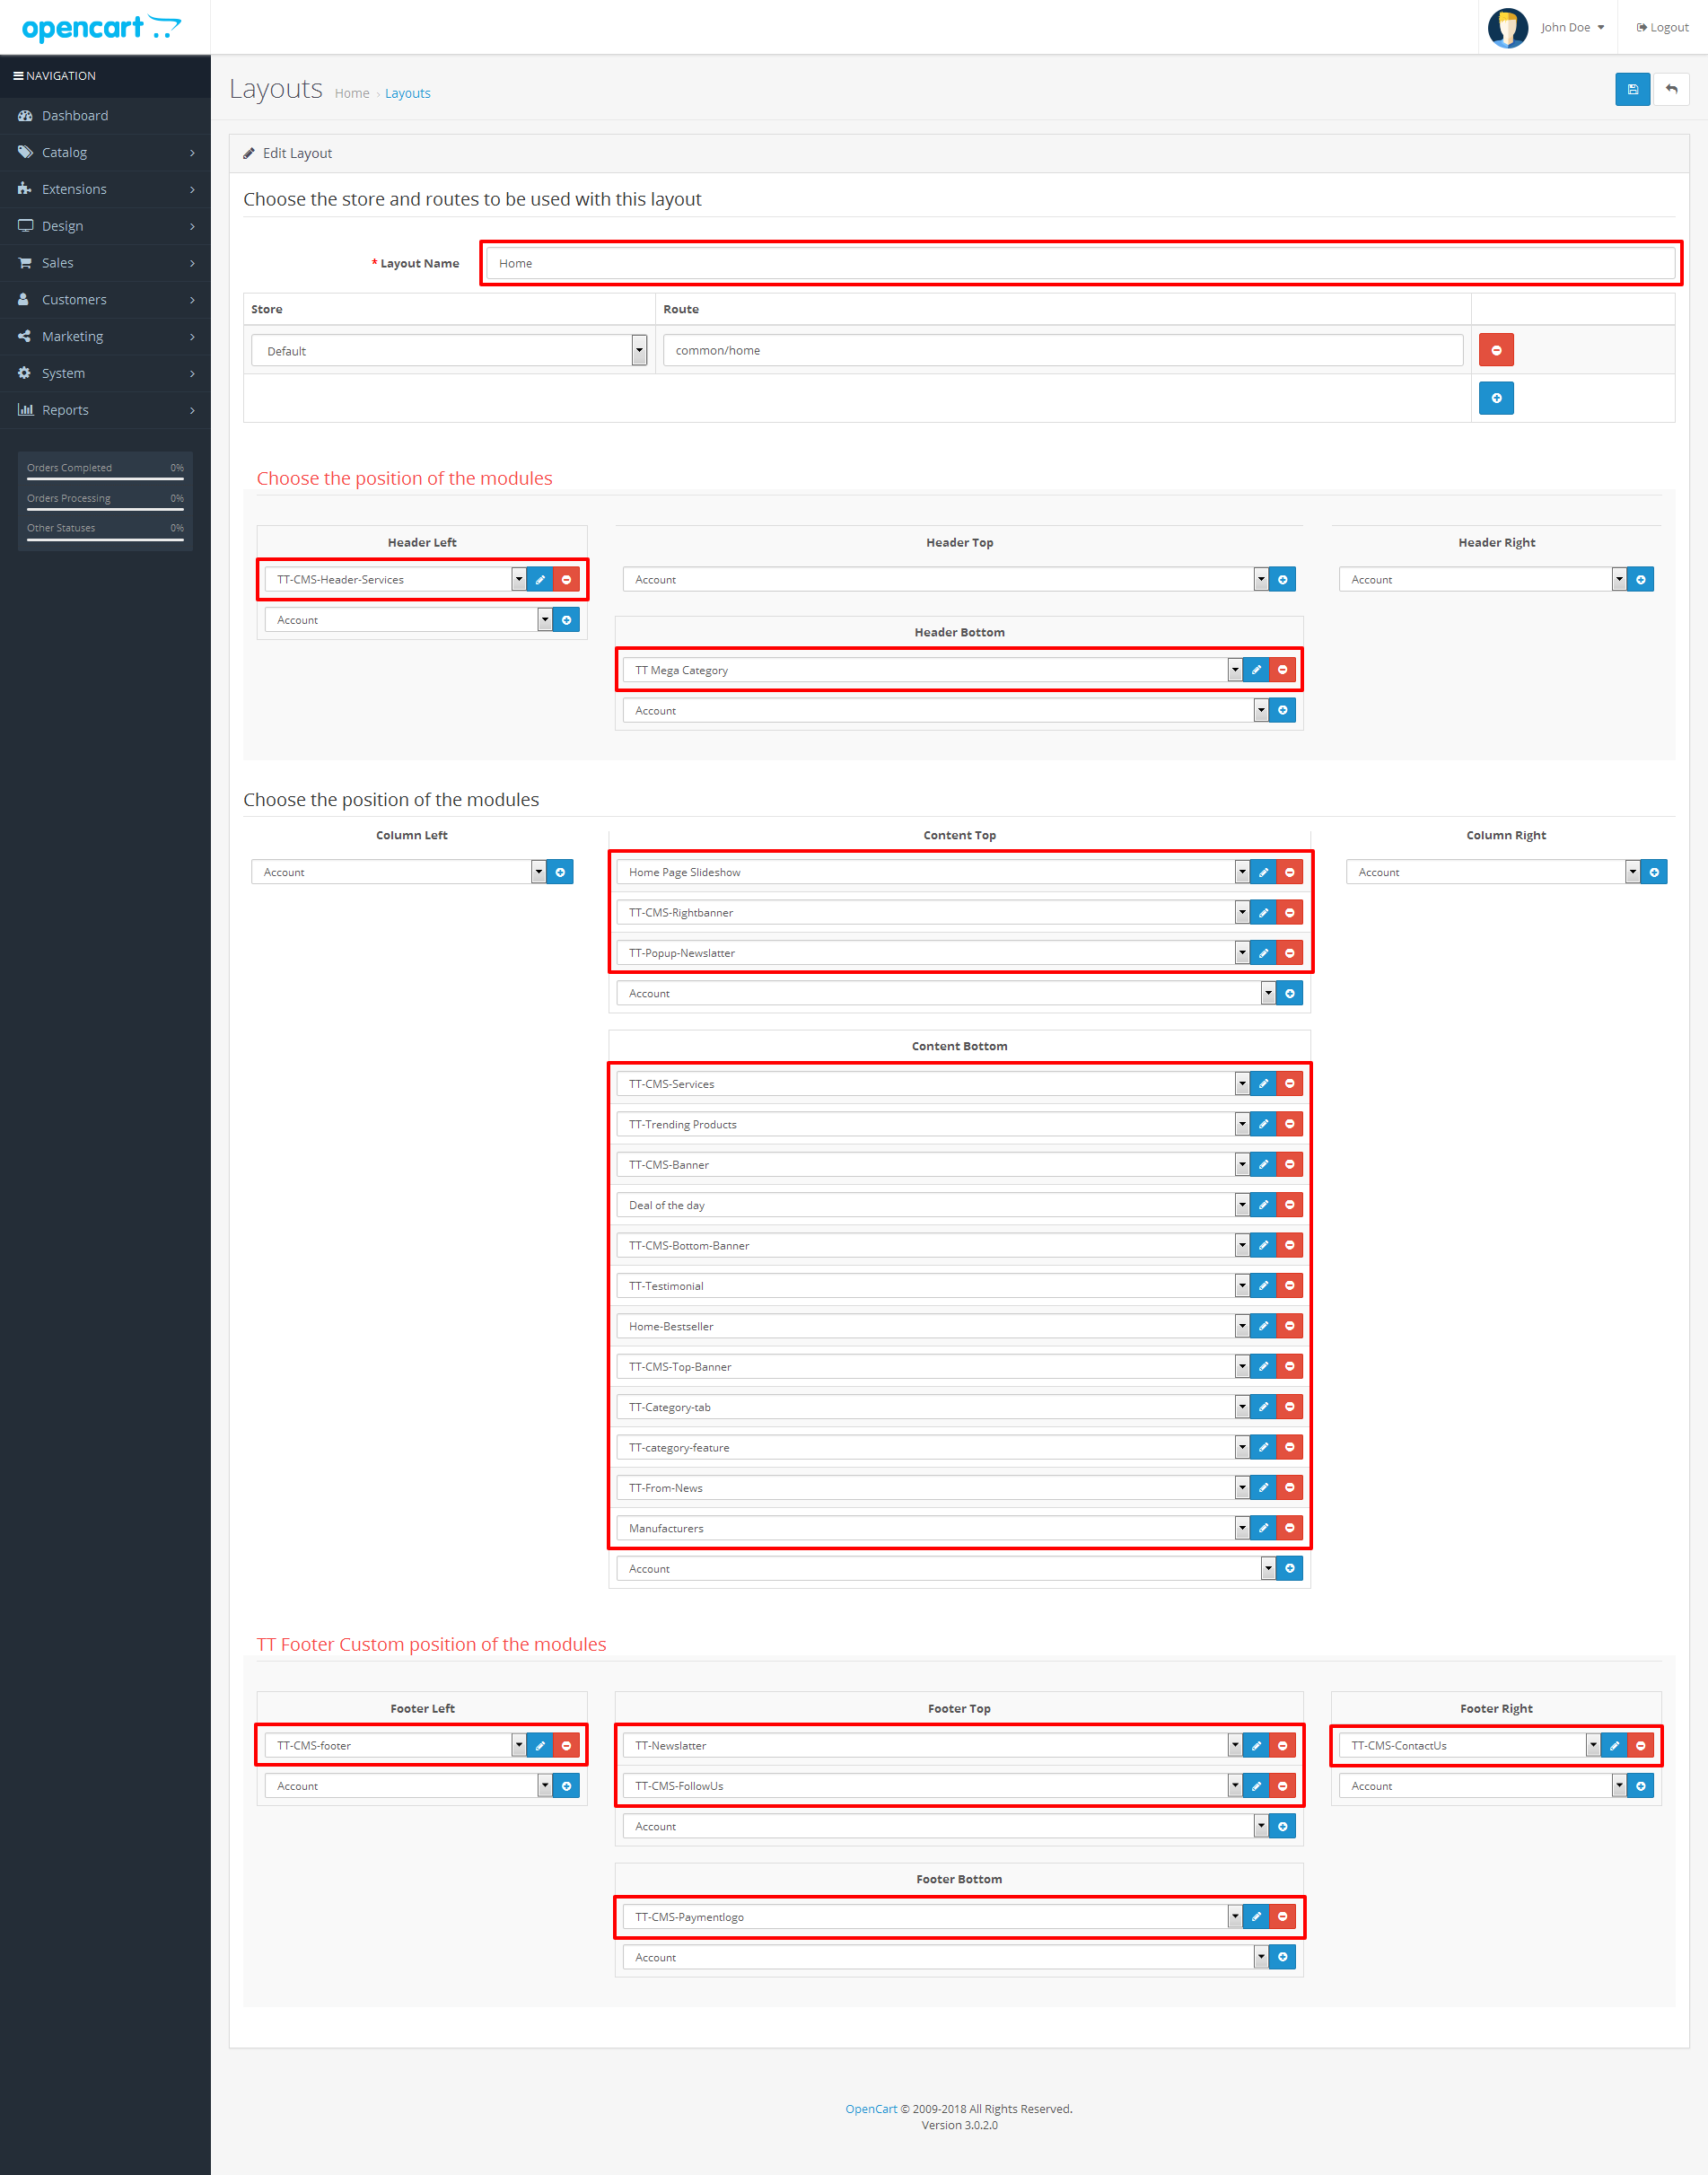 opencart
John Doe
Logout
NAVIGATION
Dashboard
Catalog
Extensions
Design
Sales
Customers
Marketing
System
Reports
Orders Completed 0%
Orders Processing 0%
Other Statuses 0%
Layouts Home › Layouts
Edit Layout
Choose the store and routes to be used with this layout
* Layout Name Home
Store Route
Default common/home
Choose the position of the modules
Header Left
TT-CMS-Header-Services
Account
Header Top
Account
Header Bottom
TT Mega Category
Account
Header Right
Account
Choose the position of the modules
Column Left
Account
Content Top
Home Page Slideshow
TT-CMS-Rightbanner
TT-Popup-Newslatter
Account
Content Bottom
TT-CMS-Services
TT-Trending Products
TT-CMS-Banner
Deal of the day
TT-CMS-Bottom-Banner
TT-Testimonial
Home-Bestseller
TT-CMS-Top-Banner
TT-Category-tab
TT-category-feature
TT-From-News
Manufacturers
Account
Column Right
Account
TT Footer Custom position of the modules
Footer Left
TT-CMS-footer
Account
Footer Top
TT-Newslatter
TT-CMS-FollowUs
Account
Footer Bottom
TT-CMS-Paymentlogo
Account
Footer Right
TT-CMS-ContactUs
Account
OpenCart © 2009-2018 All Rights Reserved.
Version 3.0.2.0